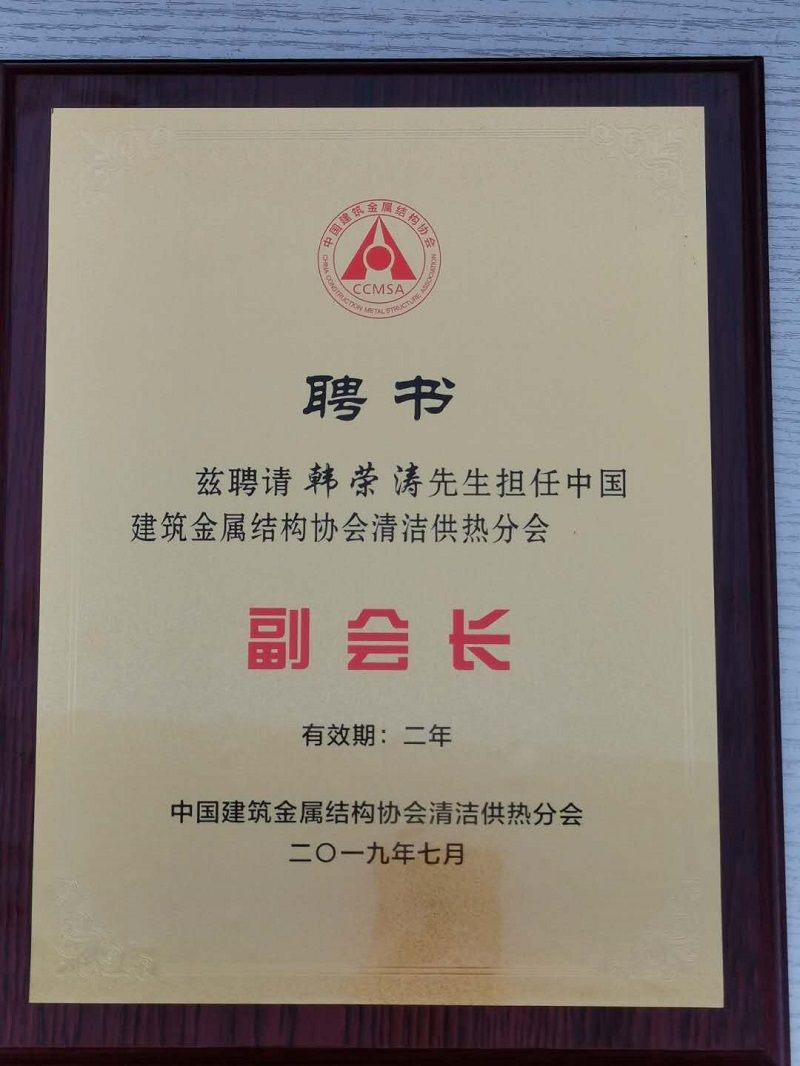 中国建筑金属结构协会
CCMSA
CHINA CONSTRUCTION METAL STRUCTURE ASSOCIATION
聘书
兹聘请韩荣涛先生担任中国
建筑金属结构协会清洁供热分会
副会长
有效期：二年
中国建筑金属结构协会清洁供热分会
二〇一九年七月